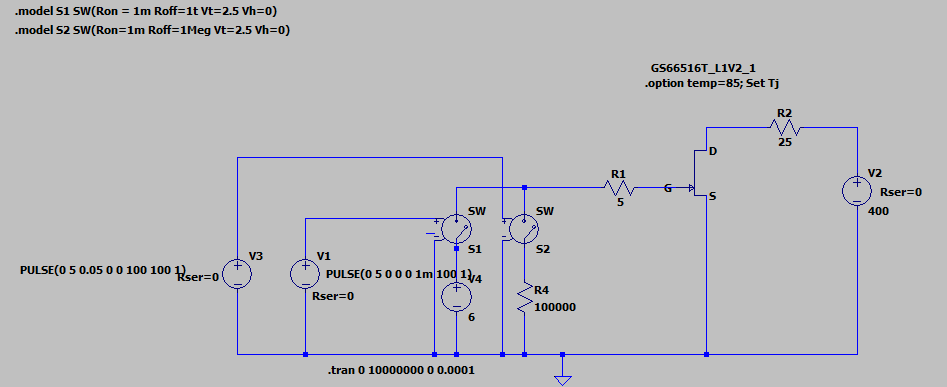 .model S1 SW(Ron = 1m Roff=1t Vt=2.5 Vh=0)
.model S2 SW(Ron=1m Roff=1Meg Vt=2.5 Vh=0)
GS66516T_L1V2_1
.option temp=85; Set Tj
R2
25
D
R1
5
G
S
V2
Rser=0
400
SW
S1
SW
S2
V3
PULSE(0 5 0.05 0 0 100 100 1)
Rser=0
V1
PULSE(0 5 0 0 0 1m 100 1)
Rser=0
V4
6
R4
100000
.tran 0 10000000 0 0.0001